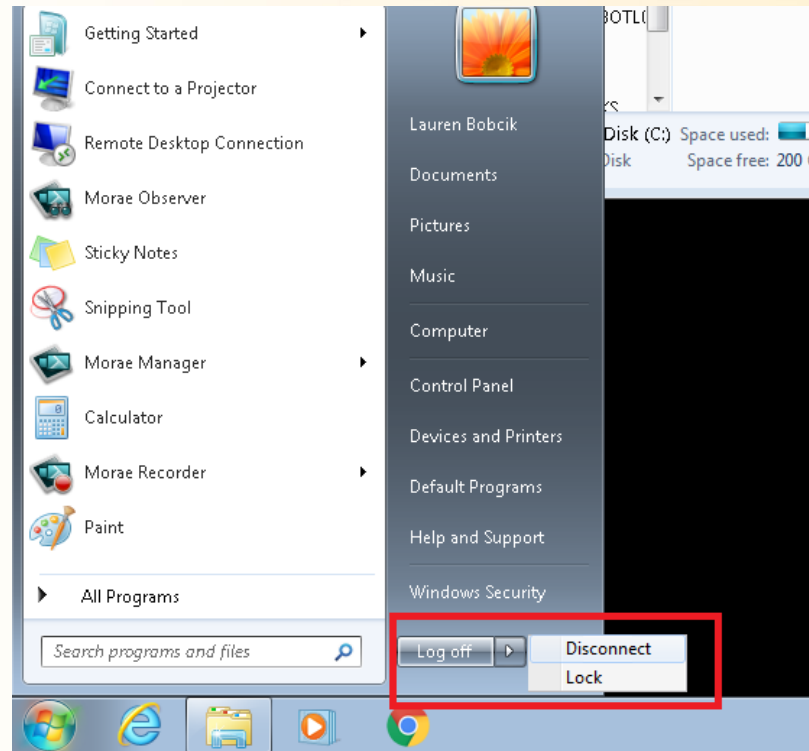 Getting Started
Connect to a Projector
Remote Desktop Connection
Morae Observer
Sticky Notes
Snipping Tool
Morae Manager
Calculator
Morae Recorder
Paint
All Programs
Search programs and files
Lauren Bobcik
Documents
Pictures
Music
Computer
Control Panel
Devices and Printers
Default Programs
Help and Support
Windows Security
Log off
Disconnect
Lock
Disk (C:) Space used:
Disk Space free: 200